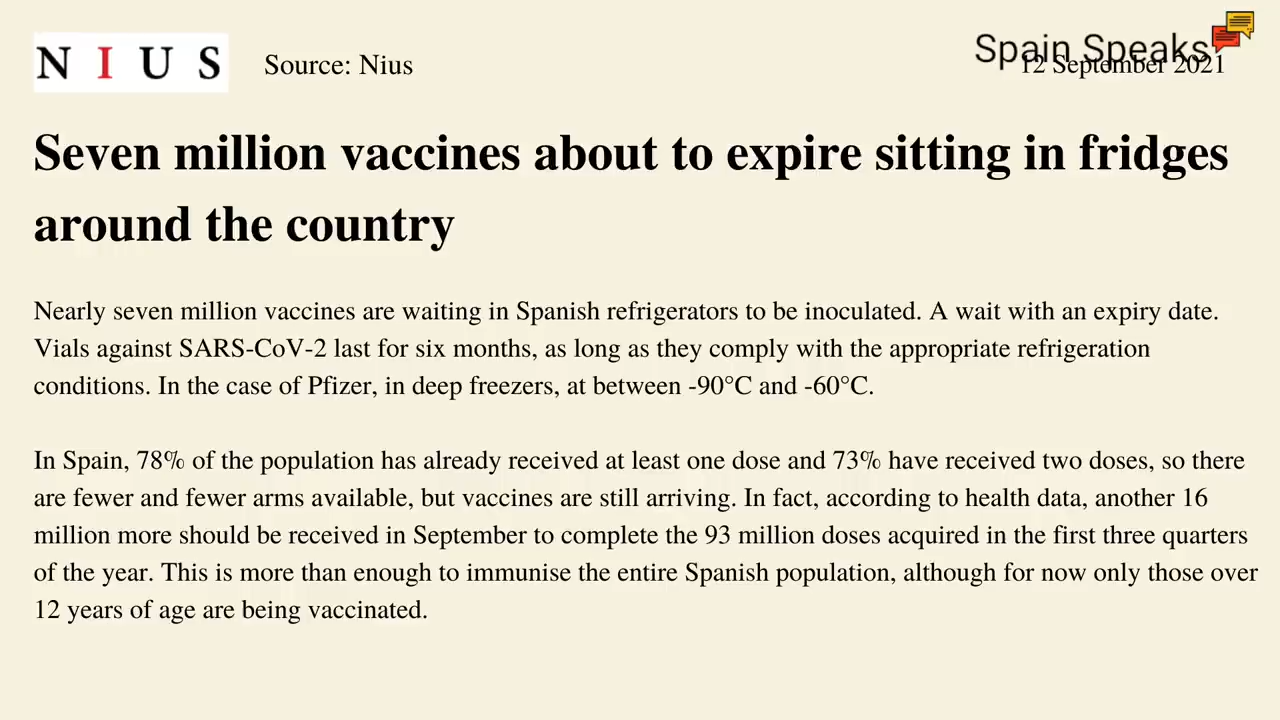 NIUS
Source: Nius
Spain Speaks
12 September 2021
Seven million vaccines about to expire sitting in fridges
around the country
Nearly seven million vaccines are waiting in Spanish refrigerators to be inoculated. A wait with an expiry date.
Vials against SARS-CoV-2 last for six months, as long as they comply with the appropriate refrigeration
conditions. In the case of Pfizer, in deep freezers, at between -90°C and -60°C.
In Spain, 78% of the population has already received at least one dose and 73% have received two doses, so there
are fewer and fewer arms available, but vaccines are still arriving. In fact, according to health data, another 16
million more should be received in September to complete the 93 million doses acquired in the first three quarters
of the year. This is more than enough to immunise the entire Spanish population, although for now only those over
12 years of age are being vaccinated.